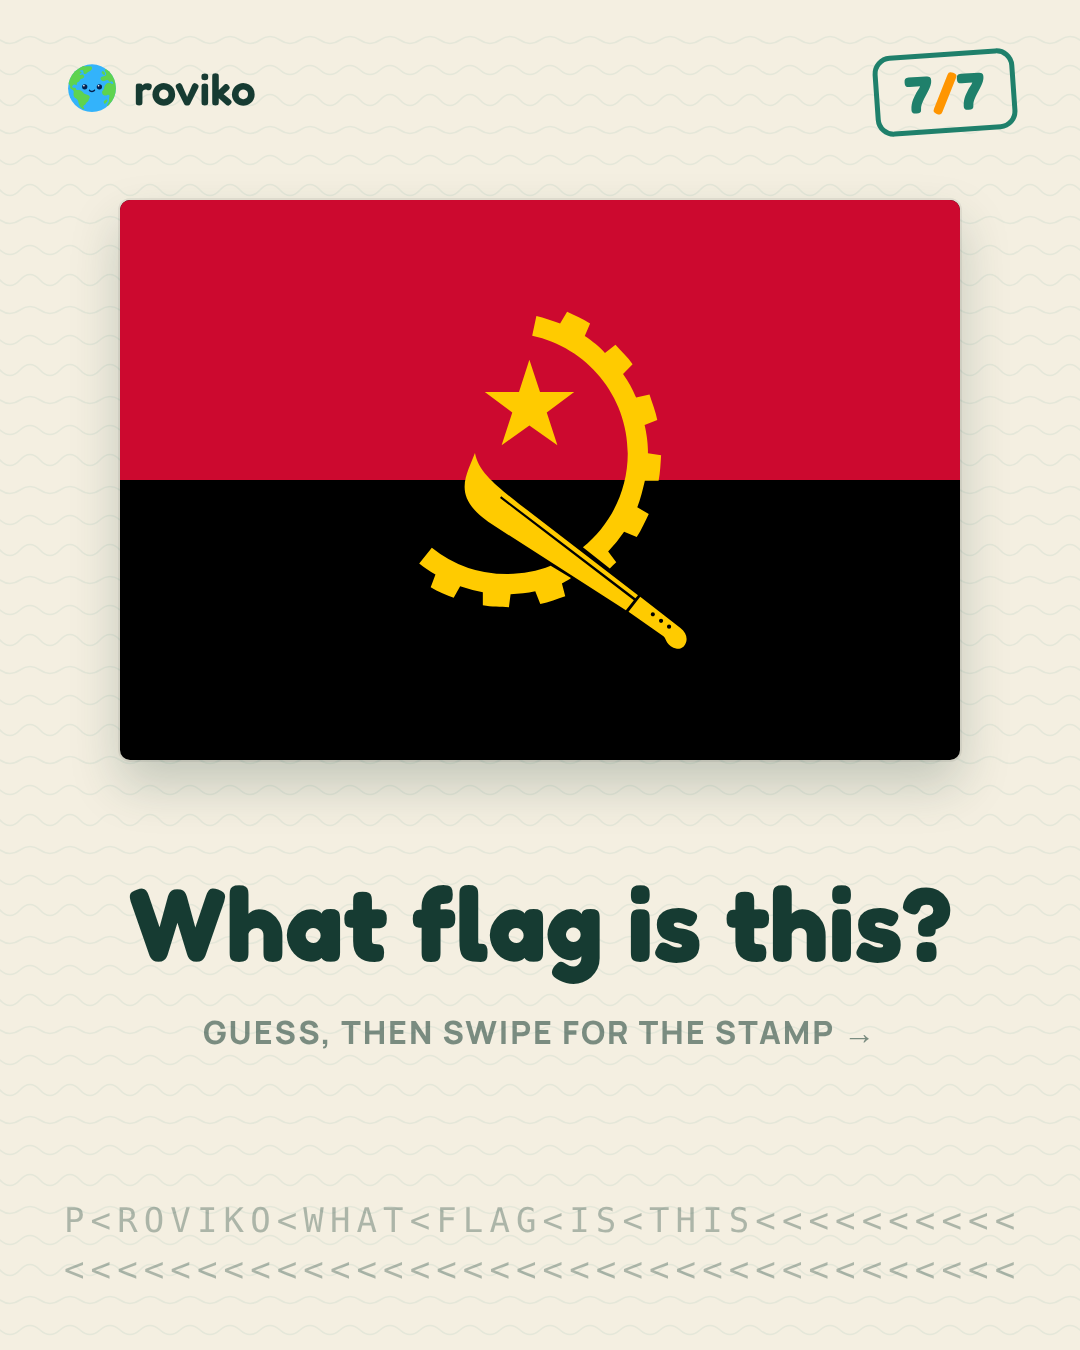 roviko
7/7
What flag is this?
GUESS, THEN SWIPE FOR THE STAMP →
P<ROVIKO<WHAT<FLAG<IS<THIS<<<<<<<<<<
<<<<<<<<<<<<<<<<<<<<<<<<<<<<<<<<<<<<